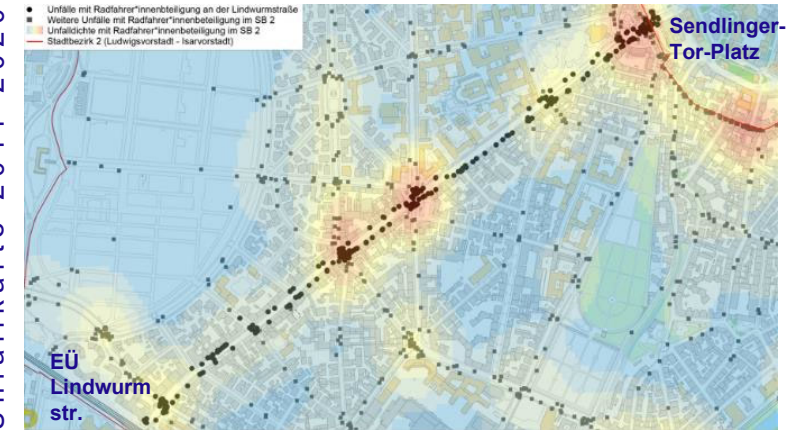 Unfälle mit Radfahrer*innenbteiligung an der Lindwurmstraße
Weitere Unfälle mit Radfahrer*innenbeteiligung im SB 2
Unfalldichte mit Radfahrer*innenbeteiligung im SB 2
Stadtbezirk 2 (Ludwigsvorstadt - Isarvorstadt)
Sendlinger-
Tor-Platz
EÜ
Lindwurm
str.